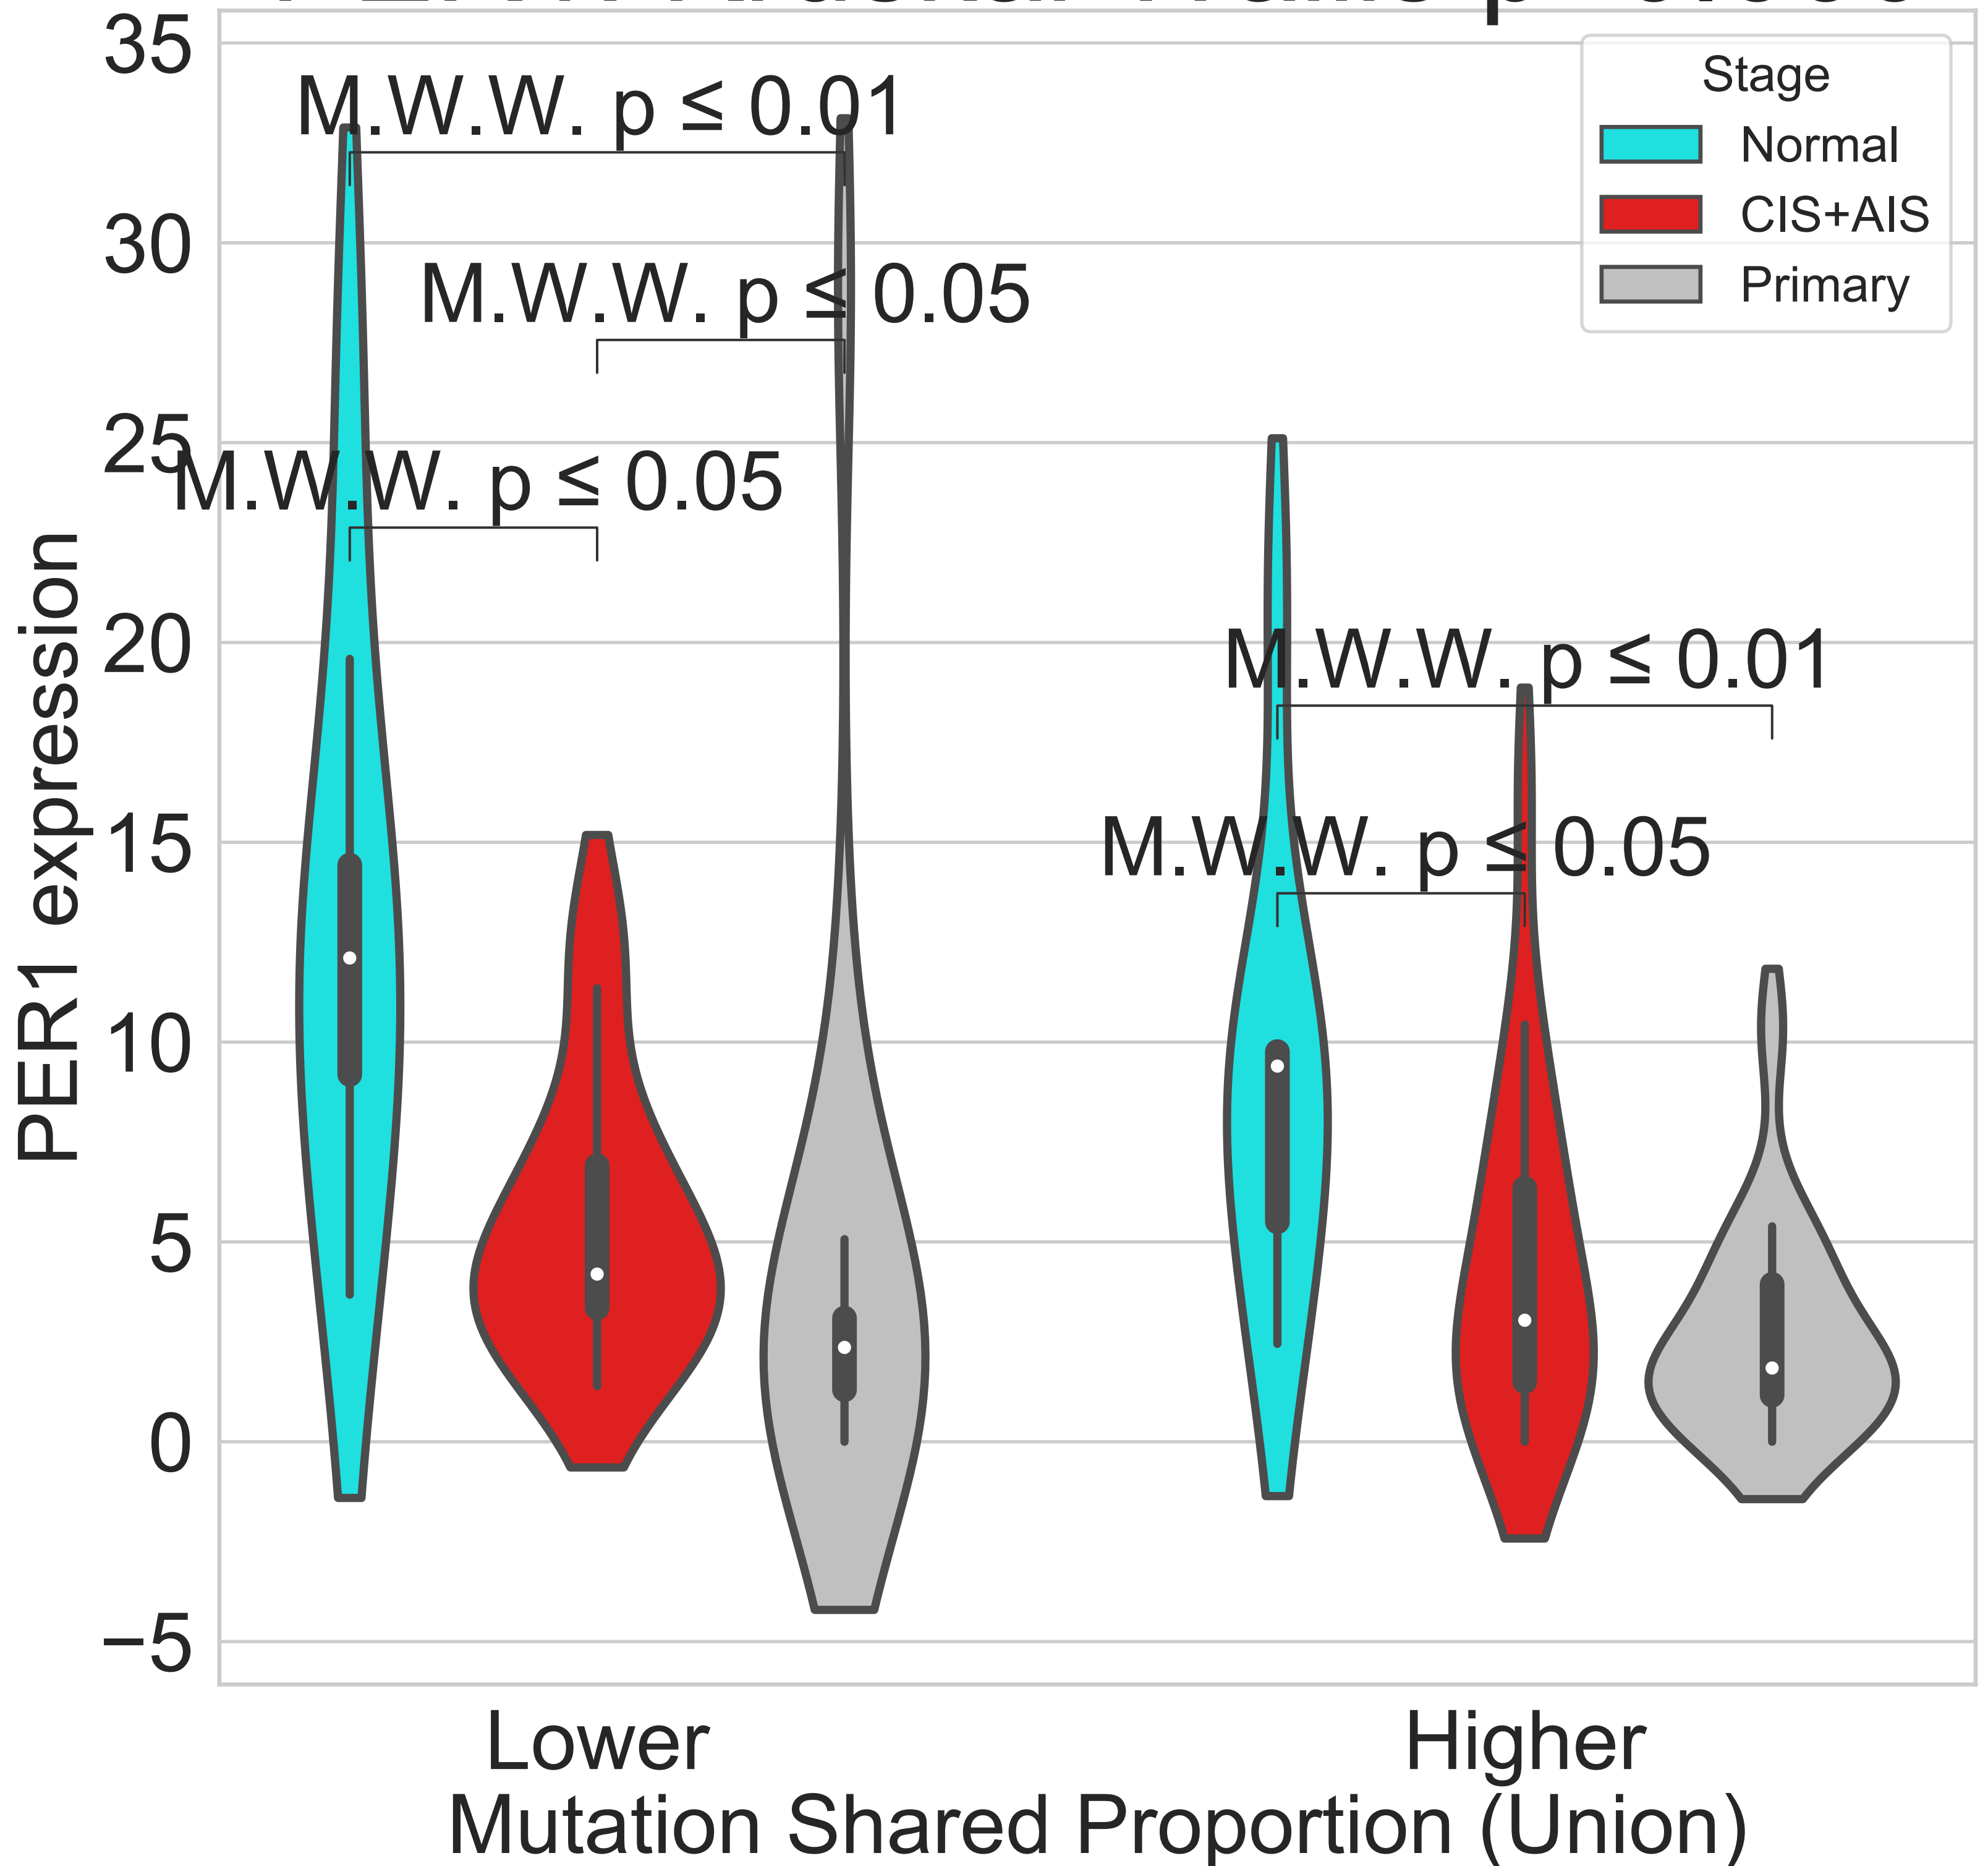 35
30
25
20
15
10
5
0
−5
PER1 expression
M.W.W. p ≤ 0.01
M.W.W. p ≤ 0.05
M.W.W. p ≤ 0.05
M.W.W. p ≤ 0.01
M.W.W. p ≤ 0.05
Stage
Normal
CIS+AIS
Primary
Lower
Higher
Mutation Shared Proportion (Union)